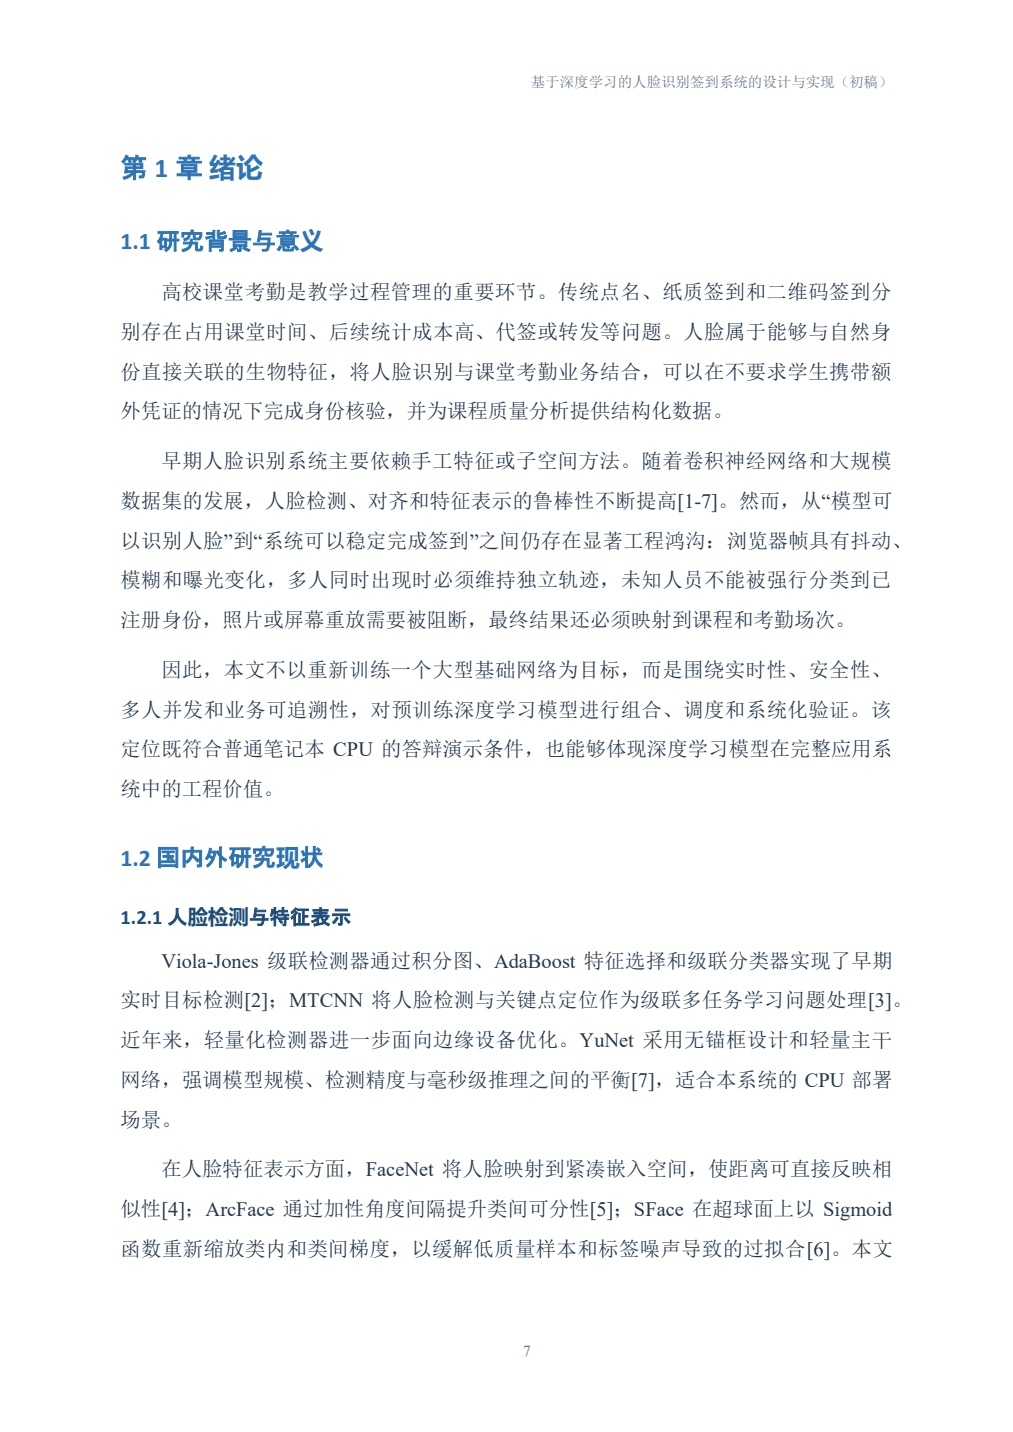 基于深度学习的人脸识别签到系统的设计与实现（初稿）
第 1 章 绪论
1.1 研究背景与意义
高校课堂考勤是教学过程管理的重要环节。传统点名、纸质签到和二维码签到分
别存在占用课堂时间、后续统计成本高、代签或转发等问题。人脸属于能够与自然身
份直接关联的生物特征，将人脸识别与课堂考勤业务结合，可以在不要求学生携带额
外凭证的情况下完成身份核验，并为课程质量分析提供结构化数据。
早期人脸识别系统主要依赖手工特征或子空间方法。随着卷积神经网络和大规模
数据集的发展，人脸检测、对齐和特征表示的鲁棒性不断提高[1-7]。然而，从“模型可
以识别人脸”到“系统可以稳定完成签到”之间仍存在显著工程鸿沟：浏览器帧具有抖动、
模糊和曝光变化，多人同时出现时必须维持独立轨迹，未知人员不能被强行分类到已
注册身份，照片或屏幕重放需要被阻断，最终结果还必须映射到课程和考勤场次。
因此，本文不以重新训练一个大型基础网络为目标，而是围绕实时性、安全性、
多人并发和业务可追溯性，对预训练深度学习模型进行组合、调度和系统化验证。该
定位既符合普通笔记本 CPU 的答辩演示条件，也能够体现深度学习模型在完整应用系
统中的工程价值。
1.2 国内外研究现状
1.2.1 人脸检测与特征表示
Viola-Jones 级联检测器通过积分图、AdaBoost 特征选择和级联分类器实现了早期
实时目标检测[2]；MTCNN 将人脸检测与关键点定位作为级联多任务学习问题处理[3]。
近年来，轻量化检测器进一步面向边缘设备优化。YuNet 采用无锚框设计和轻量主干
网络，强调模型规模、检测精度与毫秒级推理之间的平衡[7]，适合本系统的 CPU 部署
场景。
在人脸特征表示方面，FaceNet 将人脸映射到紧凑嵌入空间，使距离可直接反映相
似性[4]；ArcFace 通过加性角度间隔提升类间可分性[5]；SFace 在超球面上以 Sigmoid
函数重新缩放类内和类间梯度，以缓解低质量样本和标签噪声导致的过拟合[6]。本文
7